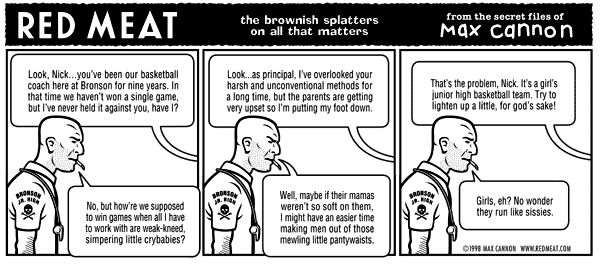 RED MEAT
the brownish splatters
on all that matters
from the secret files of
Max cannon
Look, Nick...you've been our basketball
coach here at Bronson for nine years. In
that time we haven't won a single game,
but I've never held it against you, have I?
BRONSON
JR. HIGH
No, but how're we supposed
to win games when all I have
to work with are weak-kneed,
simpering little crybabies?
Look...as principal, I've overlooked your
harsh and unconventional methods for
a long time, but the parents are getting
very upset so I'm putting my foot down.
BRONSON
JR. HIGH
Well, maybe if their mamas
weren't so soft on them,
I might have an easier time
making men out of those
mewling little pantywaists.
That's the problem, Nick. It's a girl's
junior high basketball team. Try to
lighten up a little, for god's sake!
BRONSON
JR. HIGH
Girls, eh? No wonder
they run like sissies.
©1998 MAX CANNON WWW.REDMEAT.COM